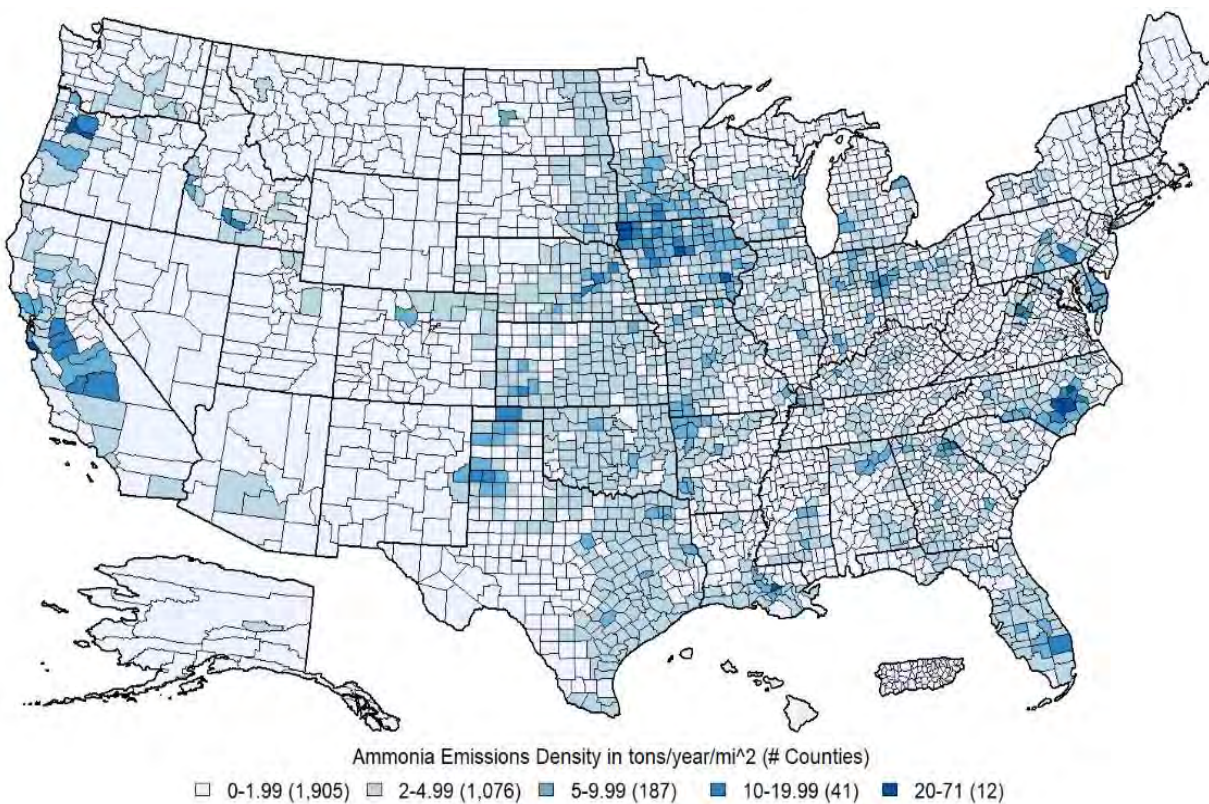 Ammonia Emissions Density in tons/year/mi^2 (# Counties)
0-1.99 (1,905) 2-4.99 (1,076) 5-9.99 (187) 10-19.99 (41) 20-71 (12)